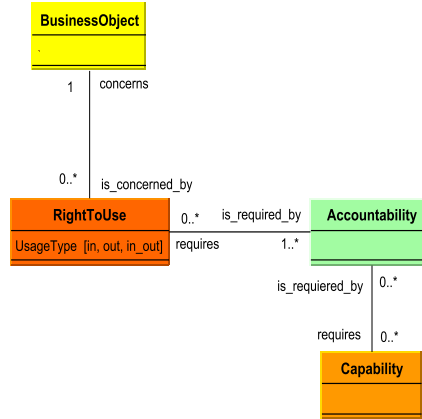 BusinessObject
.
1 concerns
0..* is_concerned_by
RightToUse
UsageType [in, out, in_out]
0..* is_required_by
requires 1..*
Accountability
is_requiered_by 0..*
requires 0..*
Capability